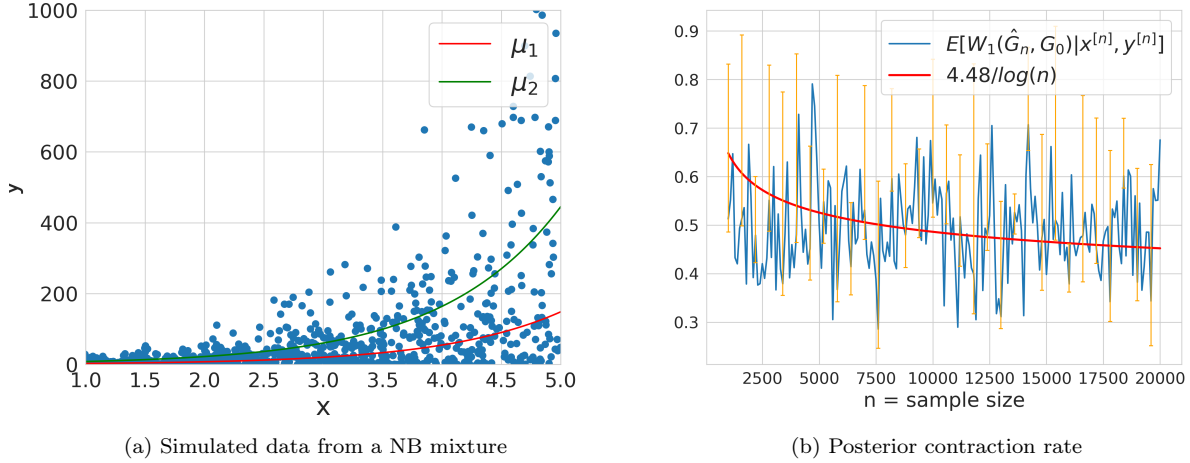 1000
800
600
400
200
0
y
1.0 1.5 2.0 2.5 3.0 3.5 4.0 4.5 5.0
x
μ1
μ2
(a) Simulated data from a NB mixture
0.9
0.8
0.7
0.6
0.5
0.4
0.3
E[W1(Ĝn, G0)|x[n], y[n]]
4.48/log(n)
2500 5000 7500 10000 12500 15000 17500 20000
n = sample size
(b) Posterior contraction rate